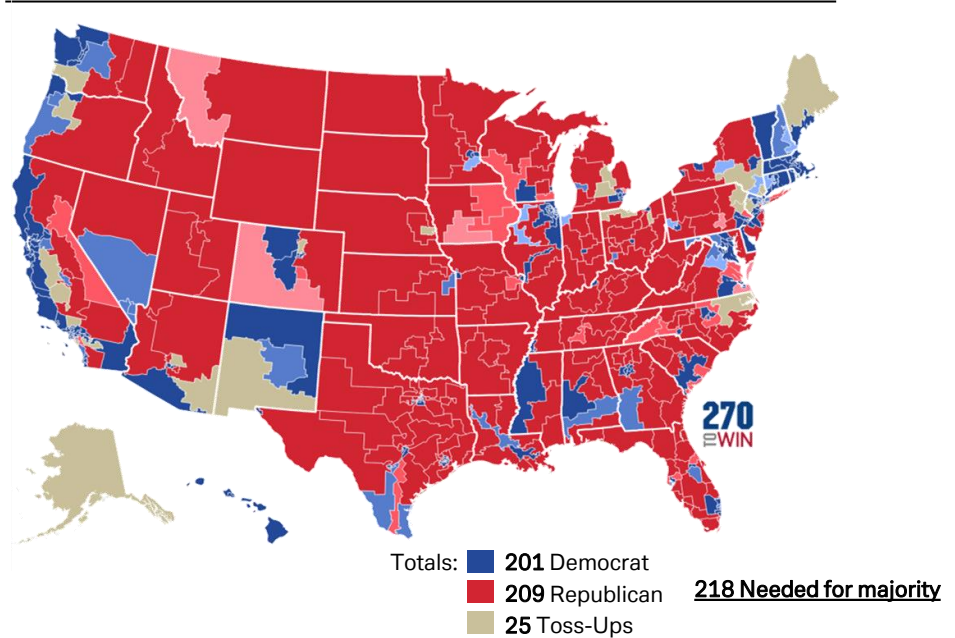 270
TO WIN
Totals:
201 Democrat
209 Republican
218 Needed for majority
25 Toss-Ups